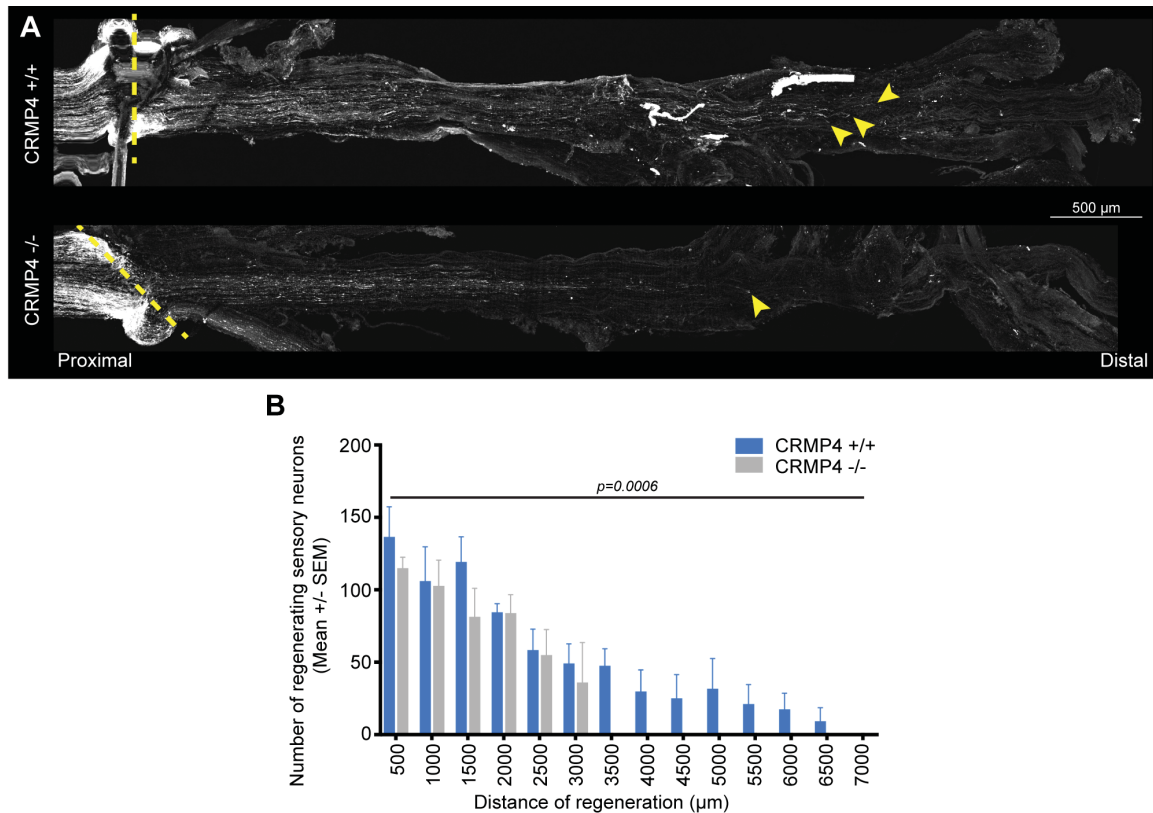 A
CRMP4 +/+
500 µm
CRMP4 -/-
Proximal
Distal
B
Number of regenerating sensory neurons
(Mean +/- SEM)
200
150
100
50
0
CRMP4 +/+
CRMP4 -/-
p=0.0006
500
1000
1500
2000
2500
3000
3500
4000
4500
5000
5500
6000
6500
7000
Distance of regeneration (µm)